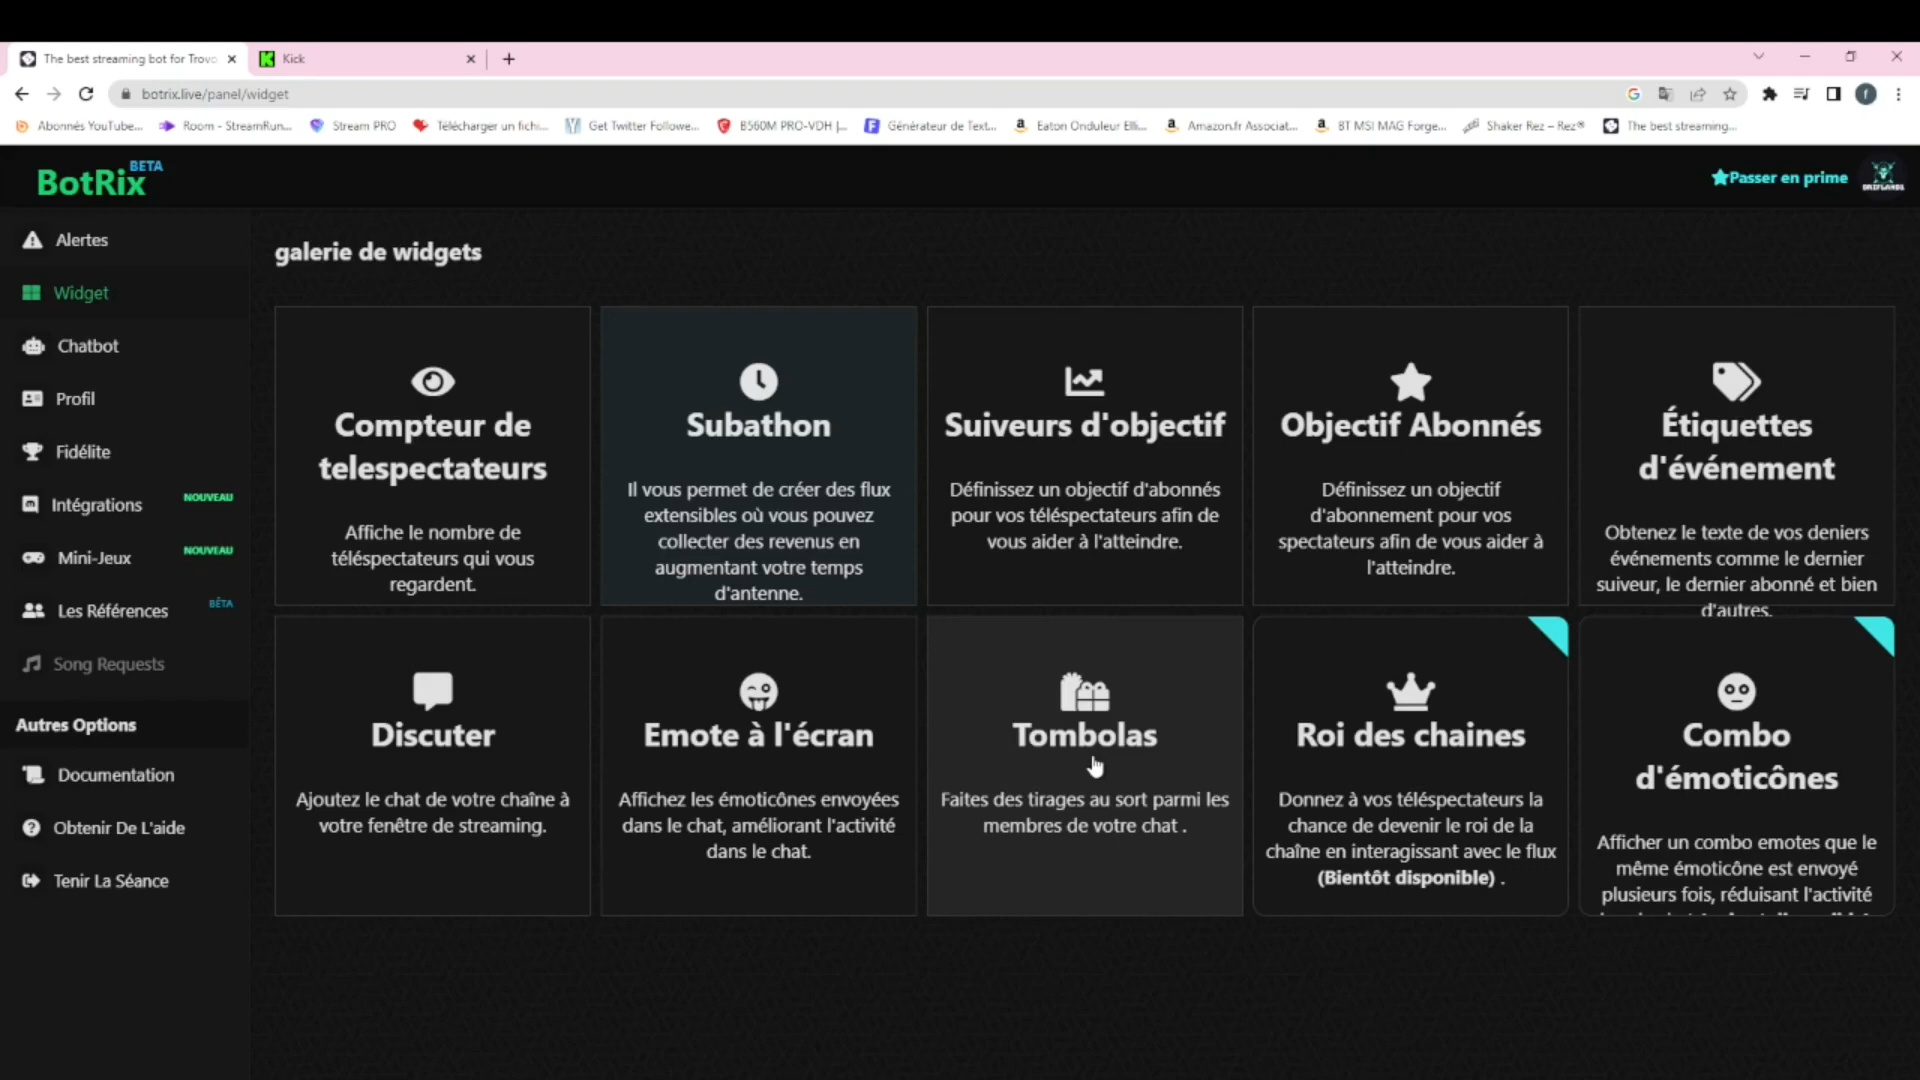 The best streaming bot for Trovo
Kick
botrix.live/panel/widget
Abonnés YouTube...
Room - StreamRun...
Stream PRO
Télécharger un fichi...
Get Twitter Followe...
B560M PRO-VDH |...
Générateur de Text...
Eaton Onduleur Elli...
Amazon.fr Associat...
BT MSI MAG Forge...
Shaker Rez – Rez®
The best streaming...
BotRix BETA
Passer en prime
Alertes
Widget
Chatbot
Profil
Fidélite
Intégrations NOUVEAU
Mini-Jeux NOUVEAU
Les Références BÊTA
Song Requests
Autres Options
Documentation
Obtenir De L'aide
Tenir La Séance
galerie de widgets
Compteur de
telespectateurs
Affiche le nombre de
téléspectateurs qui vous
regardent.
Subathon
Il vous permet de créer des flux
extensibles où vous pouvez
collecter des revenus en
augmentant votre temps
d'antenne.
Suiveurs d'objectif
Définissez un objectif d'abonnés
pour vos téléspectateurs afin de
vous aider à l'atteindre.
Objectif Abonnés
Définissez un objectif
d'abonnement pour vos
spectateurs afin de vous aider à
l'atteindre.
Étiquettes
d'événement
Obtenez le texte de vos deniers
événements comme le dernier
suiveur, le dernier abonné et bien
d'autres.
Discuter
Ajoutez le chat de votre chaîne à
votre fenêtre de streaming.
Emote à l'écran
Affichez les émoticônes envoyées
dans le chat, améliorant l'activité
dans le chat.
Tombolas
Faites des tirages au sort parmi les
membres de votre chat .
Roi des chaines
Donnez à vos téléspectateurs la
chance de devenir le roi de la
chaîne en interagissant avec le flux
(Bientôt disponible) .
Combo
d'émoticônes
Afficher un combo emotes que le
même émoticône est envoyé
plusieurs fois, réduisant l'activité